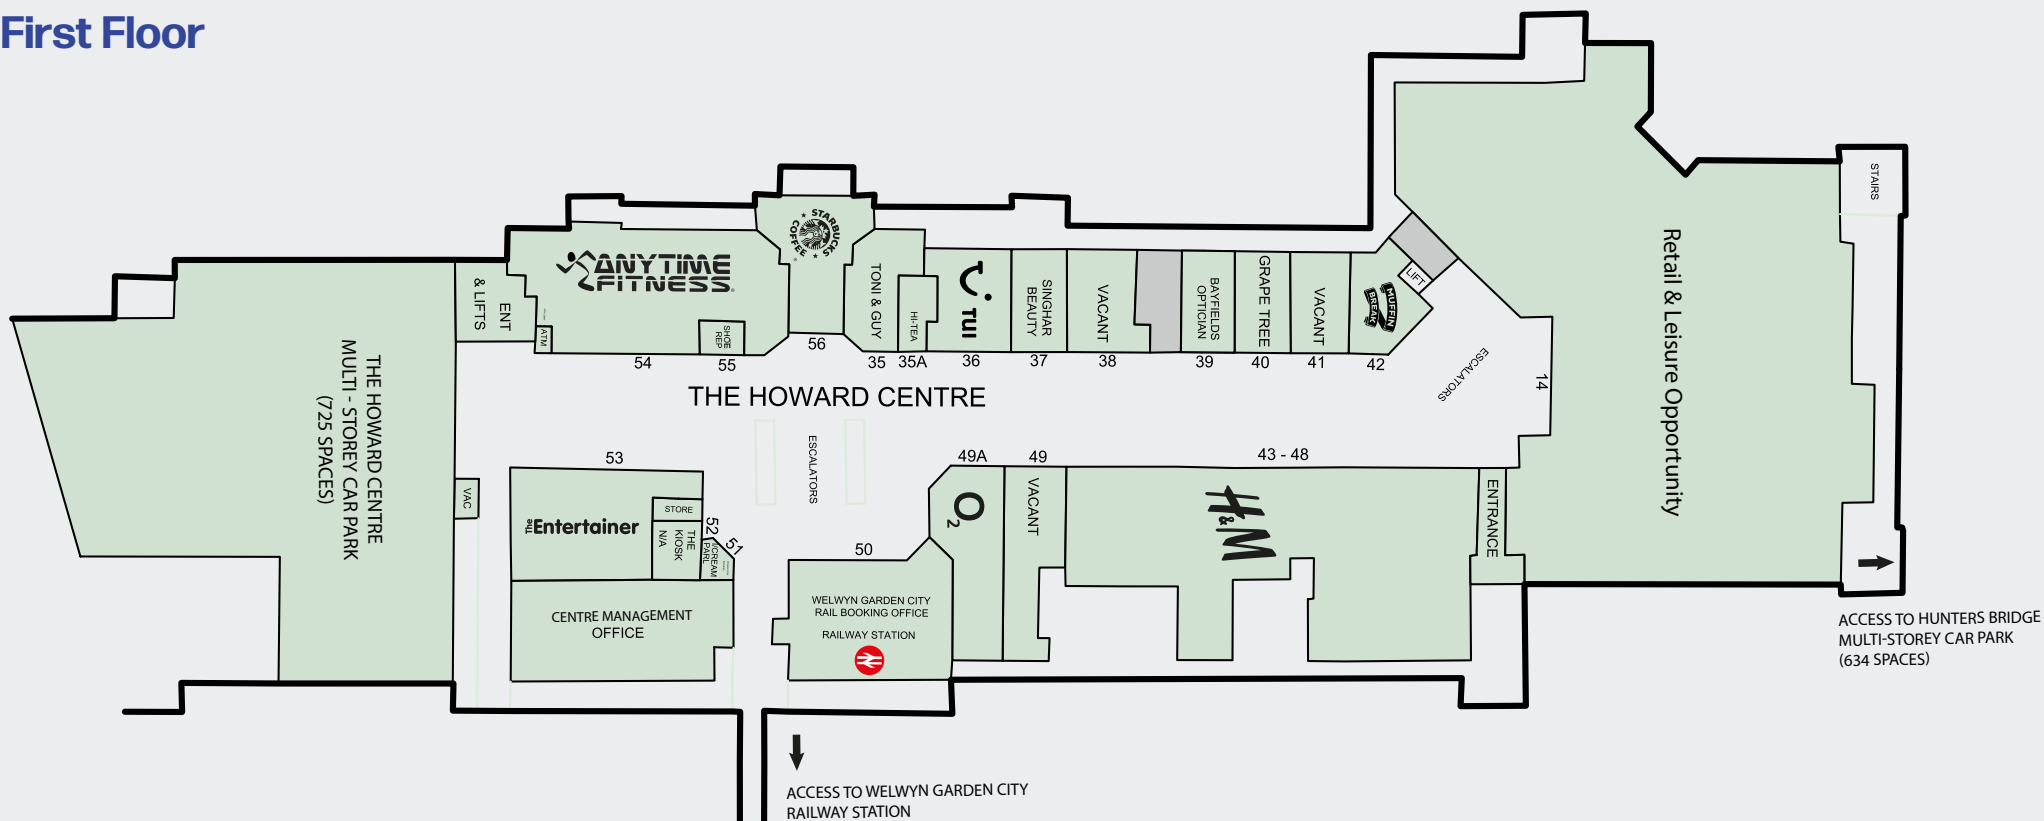 First Floor
THE HOWARD CENTRE
MULTI - STOREY CAR PARK
(725 SPACES)
ENT
& LIFTS
ATM
ANYTIME
FITNESS
SHOE
REP
STARBUCKS
COFFEE
TONI & GUY
HI-TEA
TUI
SINGHAR
BEAUTY
VACANT
BAYFIELDS
OPTICIAN
GRAPE TREE
VACANT
MUFFIN
BREAK
LIFT
54
55
56
35
35A
36
37
38
39
40
41
42
THE HOWARD CENTRE
ESCALATORS
14
Retail & Leisure Opportunity
STAIRS
ESCALATORS
VAC
53
the Entertainer
STORE
THE
KIOSK
N/A
52
51
I/CREAM
PARL
CENTRE MANAGEMENT
OFFICE
50
WELWYN GARDEN CITY
RAIL BOOKING OFFICE
RAILWAY STATION
49A
O2
49
VACANT
43 - 48
H&M
ENTRANCE
ACCESS TO HUNTERS BRIDGE
MULTI-STOREY CAR PARK
(634 SPACES)
ACCESS TO WELWYN GARDEN CITY
RAILWAY STATION